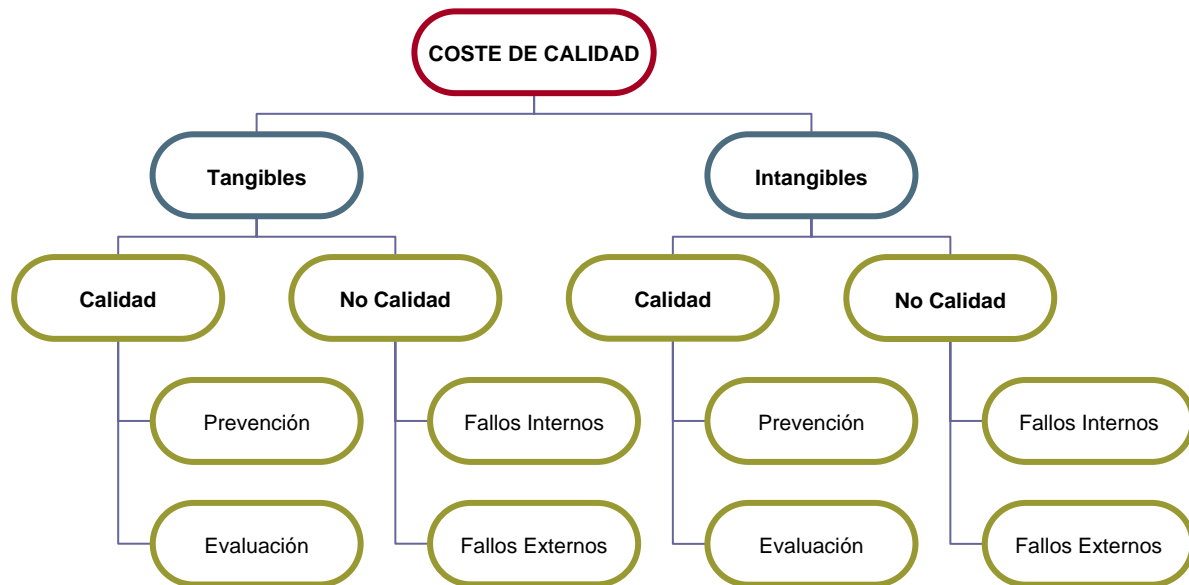 COSTE DE CALIDAD
Tangibles
Intangibles
Calidad
No Calidad
Calidad
No Calidad
Prevención
Fallos Internos
Prevención
Fallos Internos
Evaluación
Fallos Externos
Evaluación
Fallos Externos